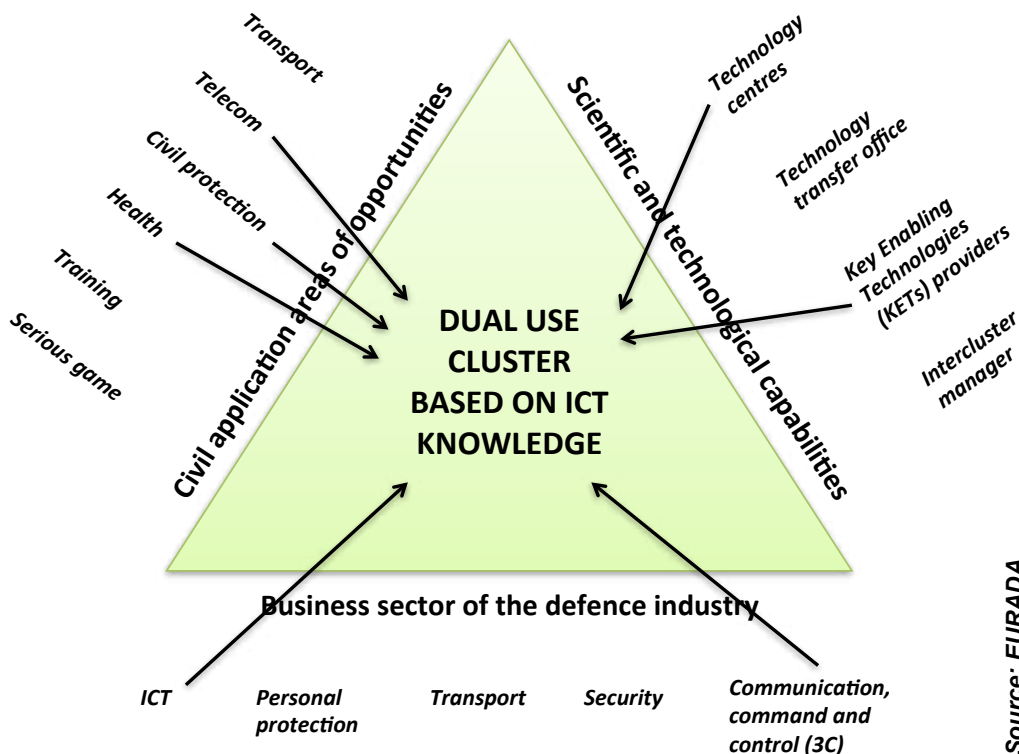 Transport
Telecom
Civil protection
Health
Training
Serious game
Civil application areas of opportunities
Scientific and technological capabilities
Technology
centres
Technology
transfer office
Key Enabling
Technologies
(KETs) providers
Intercluster
manager
DUAL USE
CLUSTER
BASED ON ICT
KNOWLEDGE
Business sector of the defence industry
ICT
Personal
protection
Transport
Security
Communication,
command and
control (3C)
Source: EURADA